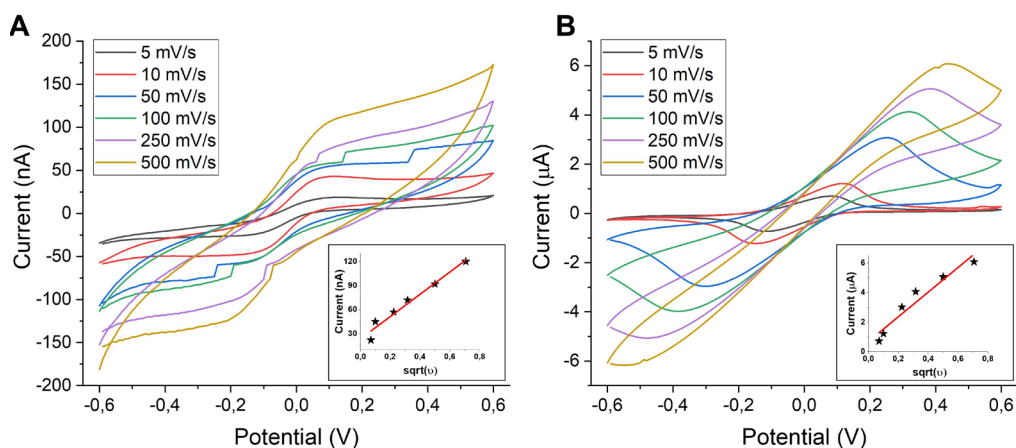 A
5 mV/s
10 mV/s
50 mV/s
100 mV/s
250 mV/s
500 mV/s
200
150
100
50
0
-50
-100
-150
-200
Current (nA)
-0,6
-0,4
-0,2
0,0
0,2
0,4
0,6
Potential (V)
120
90
60
30
Current (nA)
0,0
0,2
0,4
0,6
0,8
sqrt(υ)
B
5 mV/s
10 mV/s
50 mV/s
100 mV/s
250 mV/s
500 mV/s
6
4
2
0
-2
-4
-6
Current (μA)
-0,6
-0,4
-0,2
0,0
0,2
0,4
0,6
Potential (V)
6
4
2
0
Current (μA)
0,0
0,2
0,4
0,6
0,8
sqrt(υ)